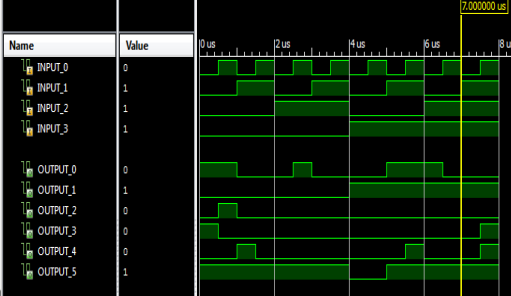 7.000000 us
Name Value 0 us 2 us 4 us 6 us 8 u
INPUT_0 0
INPUT_1 1
INPUT_2 1
INPUT_3 1
OUTPUT_0 0
OUTPUT_1 1
OUTPUT_2 0
OUTPUT_3 0
OUTPUT_4 0
OUTPUT_5 1